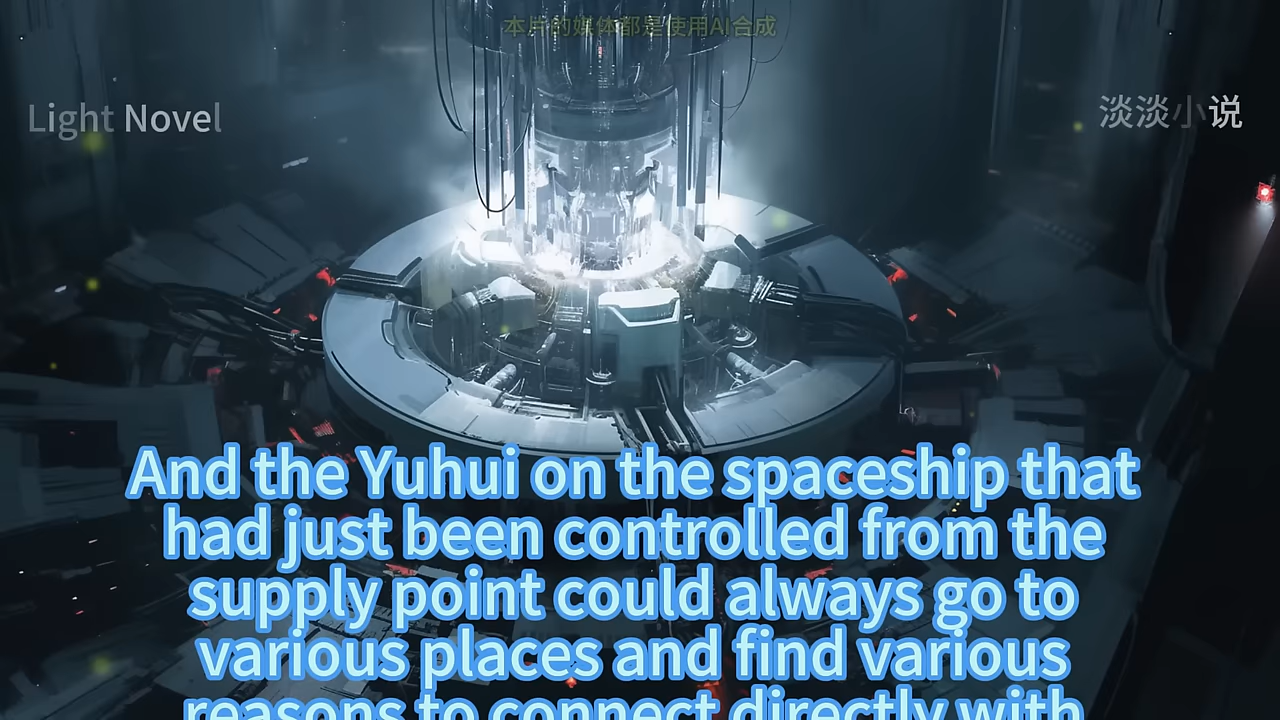 本片的媒体都是使用AI合成
Light Novel
淡淡小说
And the Yuhui on the spaceship that
had just been controlled from the
supply point could always go to
various places and find various
reasons to connect directly with